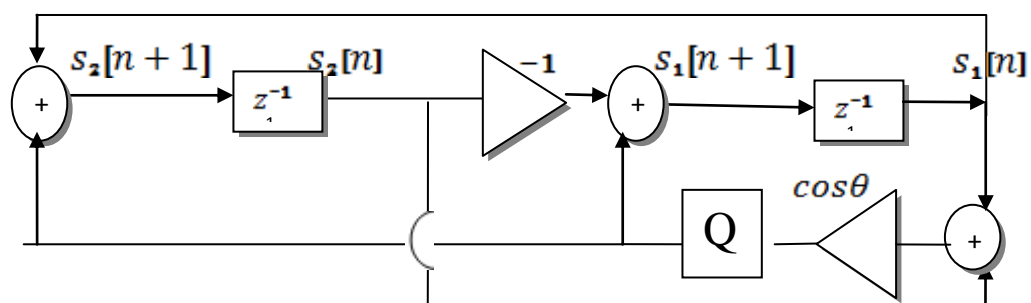 s₂[n + 1]
s₂[n]
-1
s₁[n + 1]
s₁[n]
+
z⁻¹
+
z⁻¹
cosθ
Q
+